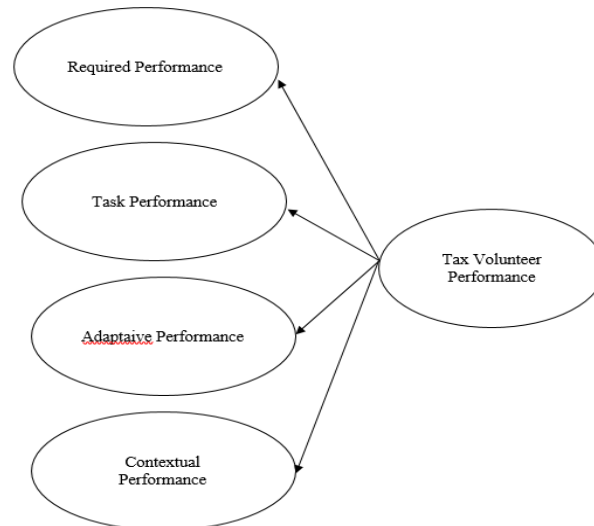 Required Performance
Task Performance
Tax Volunteer
Performance
Adaptaive Performance
Contextual
Performance